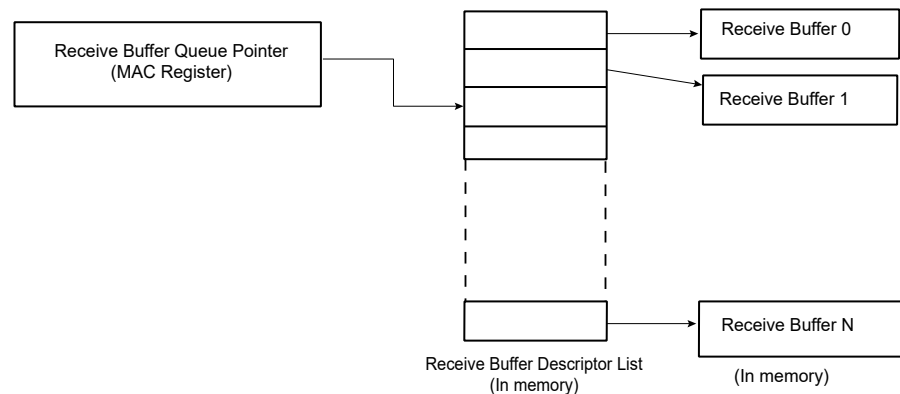 Receive Buffer Queue Pointer
(MAC Register)
Receive Buffer 0
Receive Buffer 1
Receive Buffer N
Receive Buffer Descriptor List
(In memory)
(In memory)